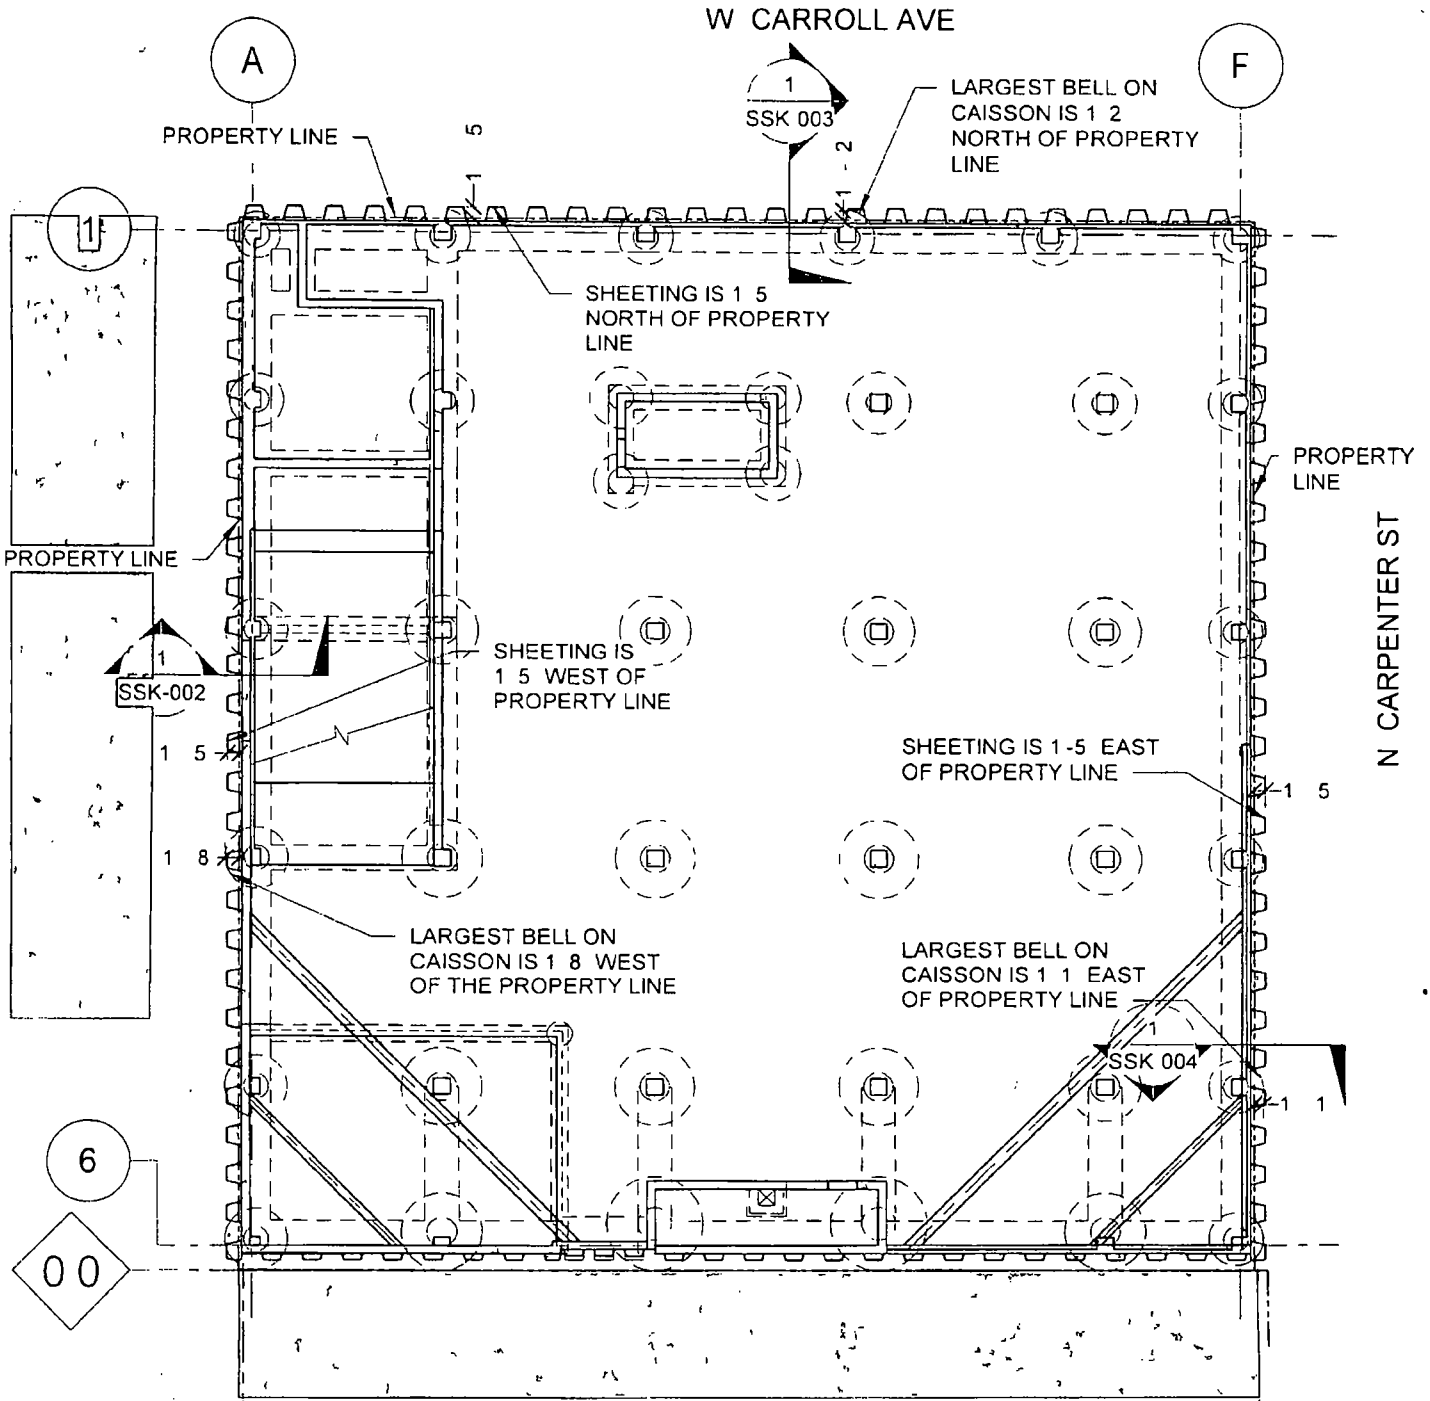 W CARROLL AVE
A
F
1
SSK 003
LARGEST BELL ON
CAISSON IS 1 2
NORTH OF PROPERTY
LINE
PROPERTY LINE
1 5
1 - 2
1
SHEETING IS 1 5
NORTH OF PROPERTY
LINE
PROPERTY
LINE
N CARPENTER ST
PROPERTY LINE
1
SSK-002
SHEETING IS
1 5 WEST OF
PROPERTY LINE
1 5
SHEETING IS 1-5 EAST
OF PROPERTY LINE
1 5
1 8
LARGEST BELL ON
CAISSON IS 1 8 WEST
OF THE PROPERTY LINE
LARGEST BELL ON
CAISSON IS 1 1 EAST
OF PROPERTY LINE
1
SSK 004
1 1
6
00